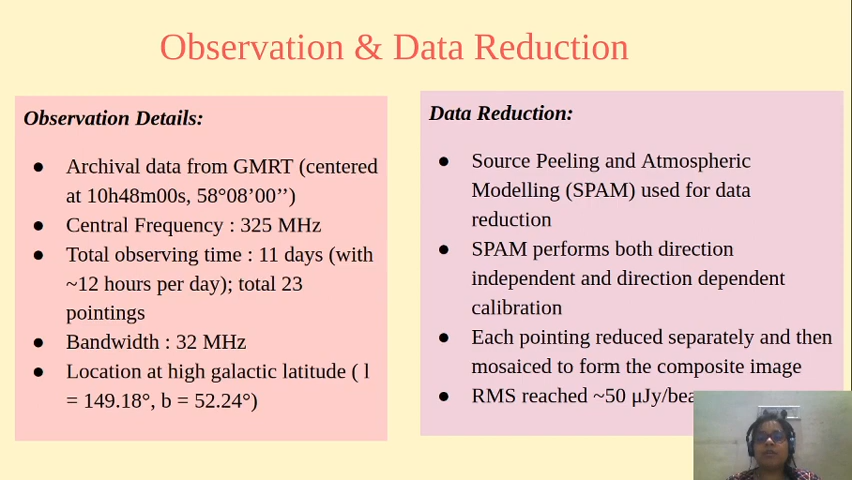 Observation & Data Reduction
Observation Details:
● Archival data from GMRT (centered
at 10h48m00s, 58°08’00’’)
● Central Frequency : 325 MHz
● Total observing time : 11 days (with
~12 hours per day); total 23
pointings
● Bandwidth : 32 MHz
● Location at high galactic latitude ( l
= 149.18°, b = 52.24°)
Data Reduction:
● Source Peeling and Atmospheric
Modelling (SPAM) used for data
reduction
● SPAM performs both direction
independent and direction dependent
calibration
● Each pointing reduced separately and then
mosaiced to form the composite image
● RMS reached ~50 μJy/bea